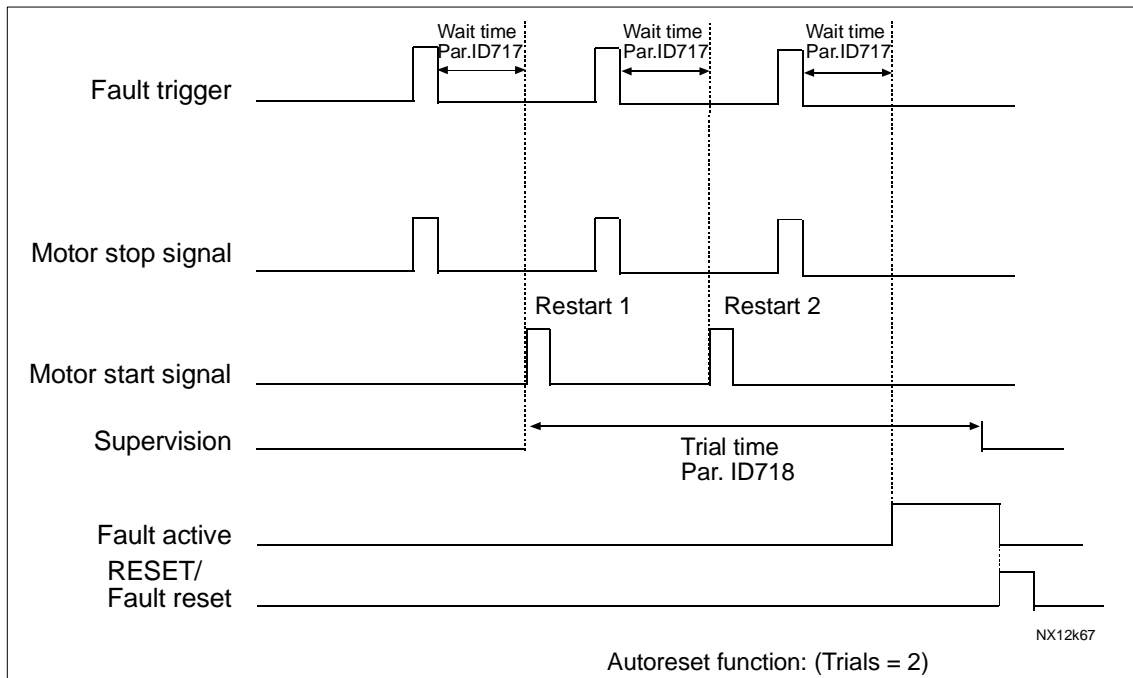 Wait time
Par.ID717
Wait time
Par.ID717
Wait time
Par.ID717
Fault trigger
Motor stop signal
Restart 1
Restart 2
Motor start signal
Supervision
Trial time
Par. ID718
Fault active
RESET/
Fault reset
NX12k67
Autoreset function: (Trials = 2)